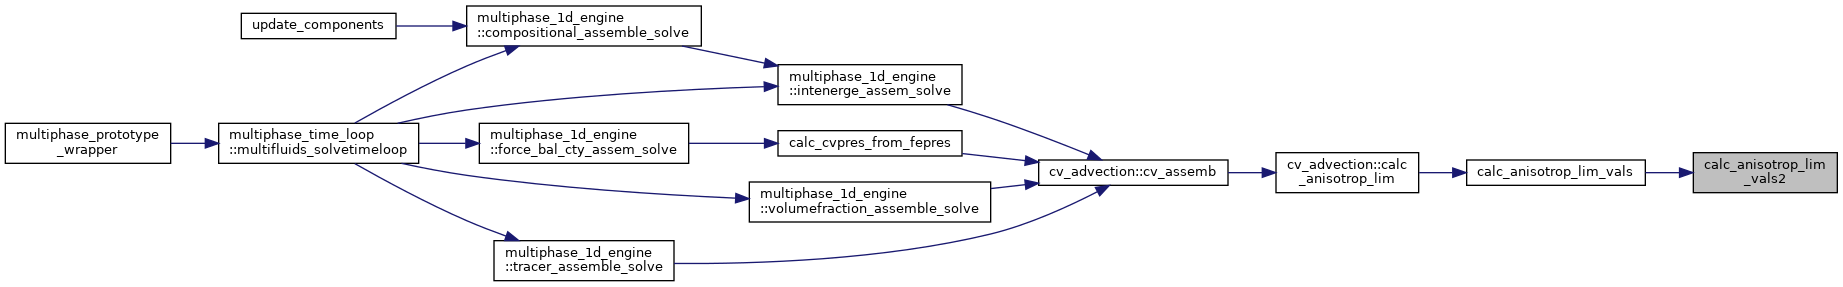 update_components
multiphase_1d_engine
::compositional_assemble_solve
multiphase_1d_engine
::intenerge_assem_solve
multiphase_prototype
_wrapper
multiphase_time_loop
::multifluids_solvetimeloop
multiphase_1d_engine
::force_bal_cty_assem_solve
calc_cvpres_from_fepres
cv_advection::cv_assemb
cv_advection::calc
_anisotrop_lim
calc_anisotrop_lim_vals
calc_anisotrop_lim
_vals2
multiphase_1d_engine
::volumefraction_assemble_solve
multiphase_1d_engine
::tracer_assemble_solve